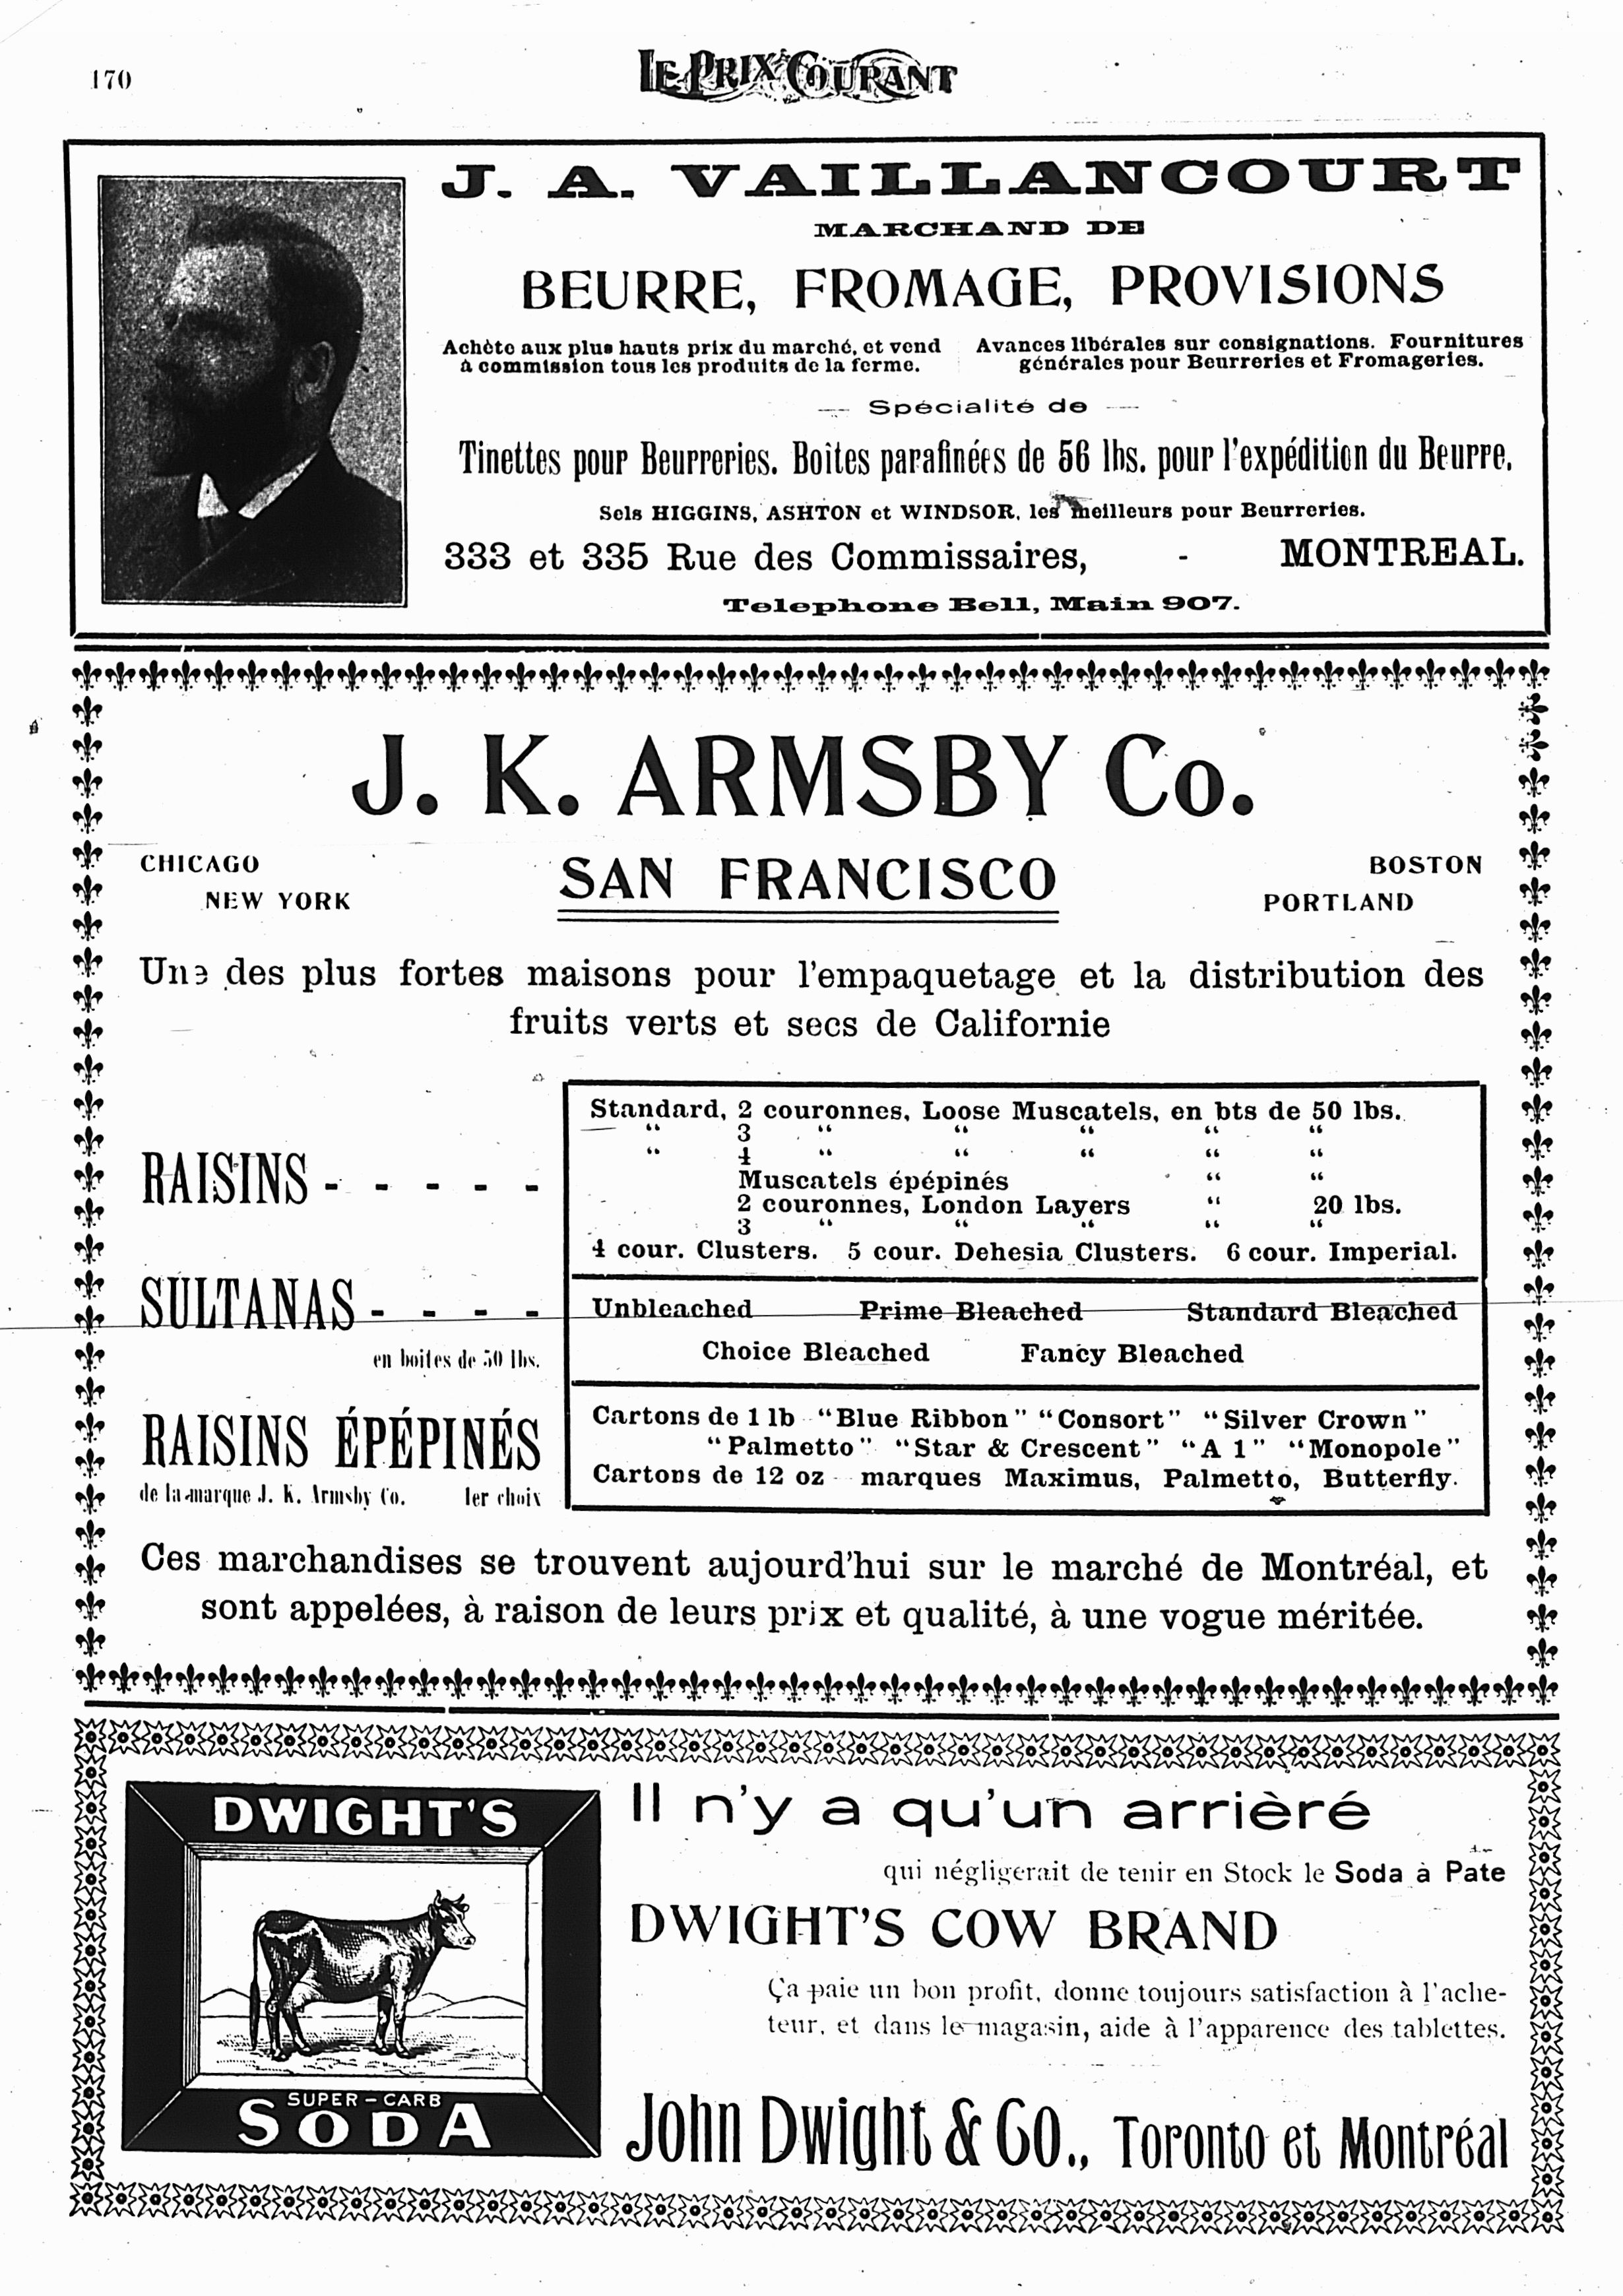 170
LE PRIX COURANT
J. A. VAILLANCOURT
MARCHAND DE
BEURRE, FROMAGE, PROVISIONS
Achète aux plus hauts prix du marché, et vend
à commission tous les produits de la ferme.
Avances libérales sur consignations. Fournitures
générales pour Beurreries et Fromageries.
— Spécialité de —
Tinettes pour Beurreries. Boîtes parafinées de 56 lbs. pour l'expédition du Beurre.
Sels HIGGINS, ASHTON et WINDSOR, les meilleurs pour Beurreries.
333 et 335 Rue des Commissaires, - MONTREAL.
Telephone Bell, Main 907.
J. K. ARMSBY Co.
CHICAGO
NEW YORK
SAN FRANCISCO
BOSTON
PORTLAND
Une des plus fortes maisons pour l'empaquetage et la distribution des
fruits verts et secs de Californie
RAISINS - - - - -
Standard, 2 couronnes, Loose Muscatels, en bts de 50 lbs.
“ 3 “ “ “ “ “
“ 4 “ “ “ “ “
Muscatels épépinés “ “
2 couronnes, London Layers “ 20 lbs.
3 “ “ “ “ “
4 cour. Clusters. 5 cour. Dehesia Clusters. 6 cour. Imperial.
SULTANAS - - - -
en boites de 50 lbs.
Unbleached Prime Bleached Standard Bleached
Choice Bleached Fancy Bleached
RAISINS ÉPÉPINÉS
de la marque J. K. Armsby Co. 1er choix
Cartons de 1 lb “Blue Ribbon” “Consort” “Silver Crown”
“Palmetto” “Star & Crescent” “A 1” “Monopole”
Cartons de 12 oz marques Maximus, Palmetto, Butterfly.
Ces marchandises se trouvent aujourd'hui sur le marché de Montréal, et
sont appelées, à raison de leurs prix et qualité, à une vogue méritée.
DWIGHT'S
SUPER-CARB
SODA
Il n'y a qu'un arrièré
qui négligerait de tenir en Stock le Soda à Pate
DWIGHT'S COW BRAND
Ça paie un bon profit, donne toujours satisfaction à l'ache-
teur, et dans le magasin, aide à l'apparence des tablettes.
John Dwight & Co., Toronto et Montréal